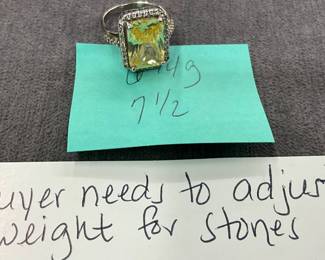 7 1/2
uyer needs to adjus
weight for stones